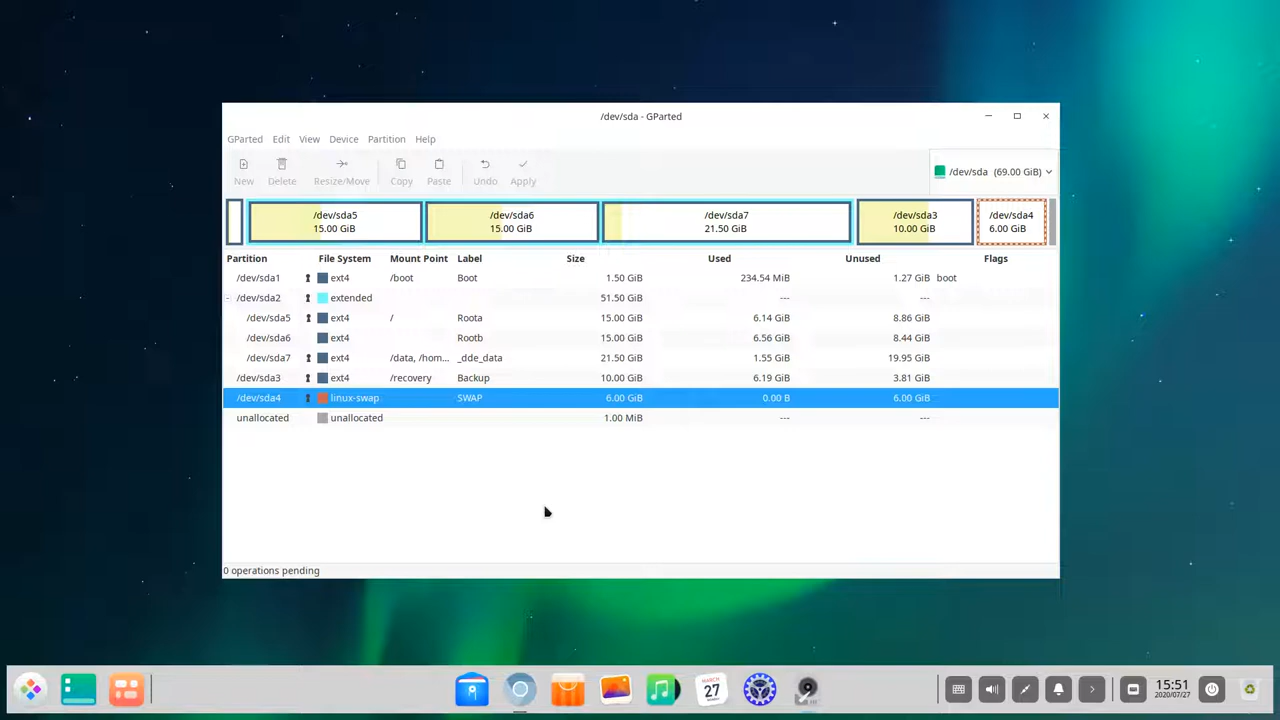 /dev/sda - GParted
GParted Edit View Device Partition Help
New Delete Resize/Move Copy Paste Undo Apply /dev/sda (69.00 GiB)
/dev/sda5 /dev/sda6 /dev/sda7 /dev/sda3 /dev/sda4
15.00 GiB 15.00 GiB 21.50 GiB 10.00 GiB 6.00 GiB
Partition File System Mount Point Label Size Used Unused Flags
/dev/sda1 ext4 /boot Boot 1.50 GiB 234.54 MiB 1.27 GiB boot
/dev/sda2 extended 51.50 GiB --- ---
/dev/sda5 ext4 / Roota 15.00 GiB 6.14 GiB 8.86 GiB
/dev/sda6 ext4 Rootb 15.00 GiB 6.56 GiB 8.44 GiB
/dev/sda7 ext4 /data, /hom... _dde_data 21.50 GiB 1.55 GiB 19.95 GiB
/dev/sda3 ext4 /recovery Backup 10.00 GiB 6.19 GiB 3.81 GiB
/dev/sda4 linux-swap SWAP 6.00 GiB 0.00 B 6.00 GiB
unallocated unallocated 1.00 MiB --- ---
0 operations pending
MARCH
27
15:51
2020/07/27